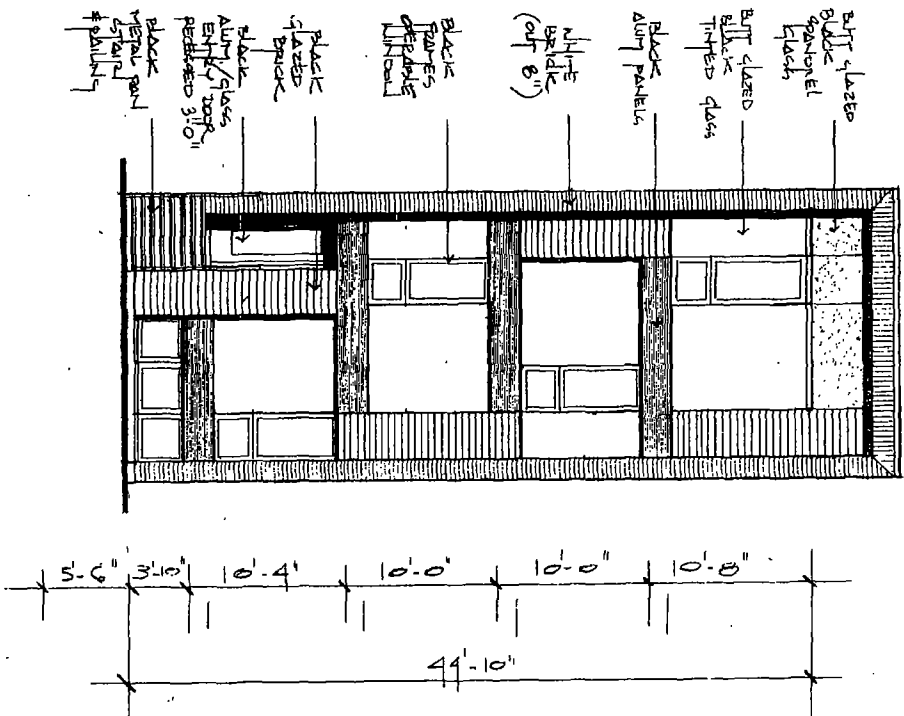 BUTT GLAZED
BLACK
SPANDREL
GLASS
BUTT GLAZED
BLACK
TINTED GLASS
BLACK
ALUM PANELS
WHITE
BRICK
(OUT 8")
BLACK
FRAMES
OPERABLE
WINDOW
BLACK
GLAZED
BRICK
BLACK
ALUM/GLASS
ENTRY DOOR
RECESSED 3'-0"
BLACK
METAL PAN
STAIR
& RAILING
5'-6" 3'-10" 10'-4" 10'-0" 10'-0" 10'-8"
44'-10"